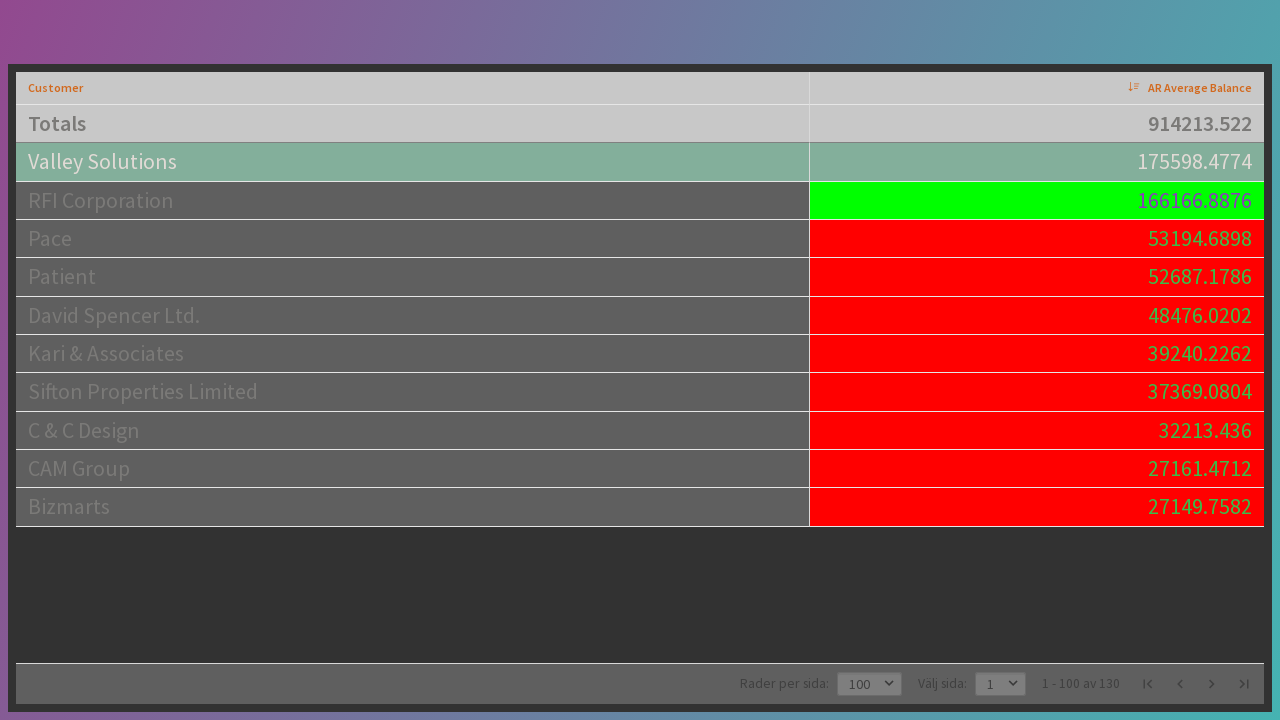 Customer AR Average Balance
Totals 914213.522
Valley Solutions 175598.4774
RFI Corporation 166166.8876
Pace 53194.6898
Patient 52687.1786
David Spencer Ltd. 48476.0202
Kari & Associates 39240.2262
Sifton Properties Limited 37369.0804
C & C Design 32213.436
CAM Group 27161.4712
Bizmarts 27149.7582
Rader per sida: 100 Välj sida: 1 1 - 100 av 130